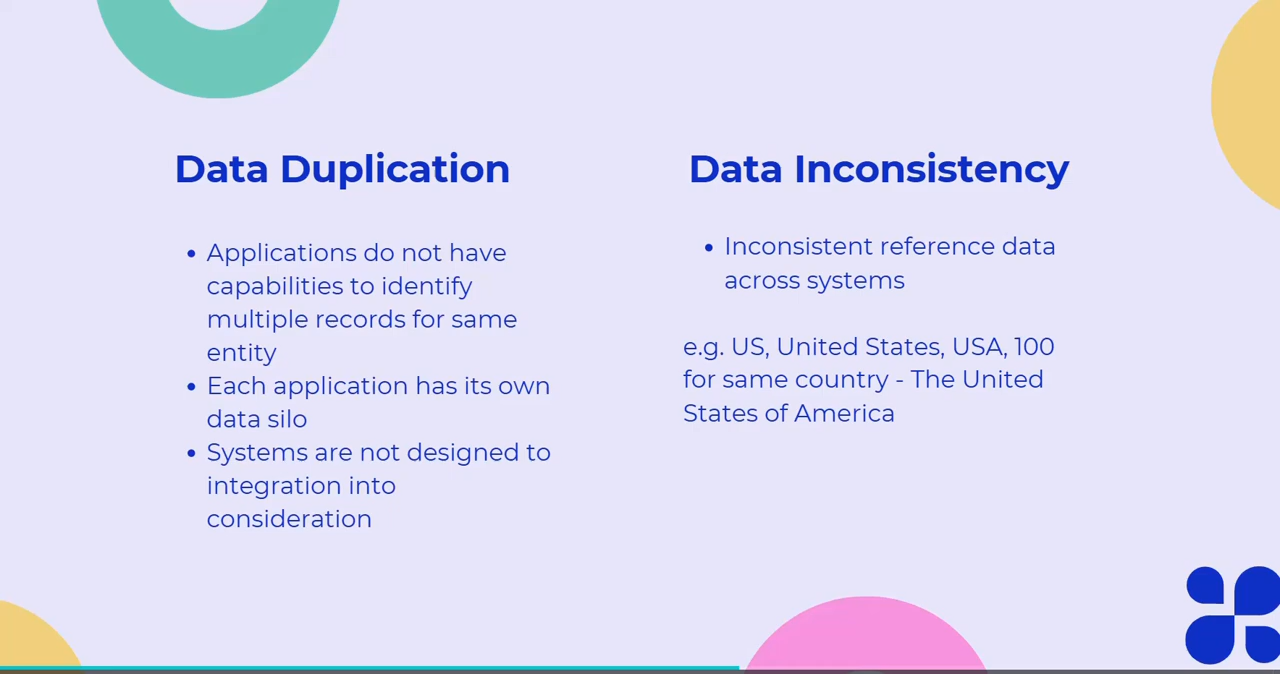 Data Duplication
• Applications do not have
capabilities to identify
multiple records for same
entity
• Each application has its own
data silo
• Systems are not designed to
integration into
consideration
Data Inconsistency
• Inconsistent reference data
across systems
e.g. US, United States, USA, 100
for same country - The United
States of America